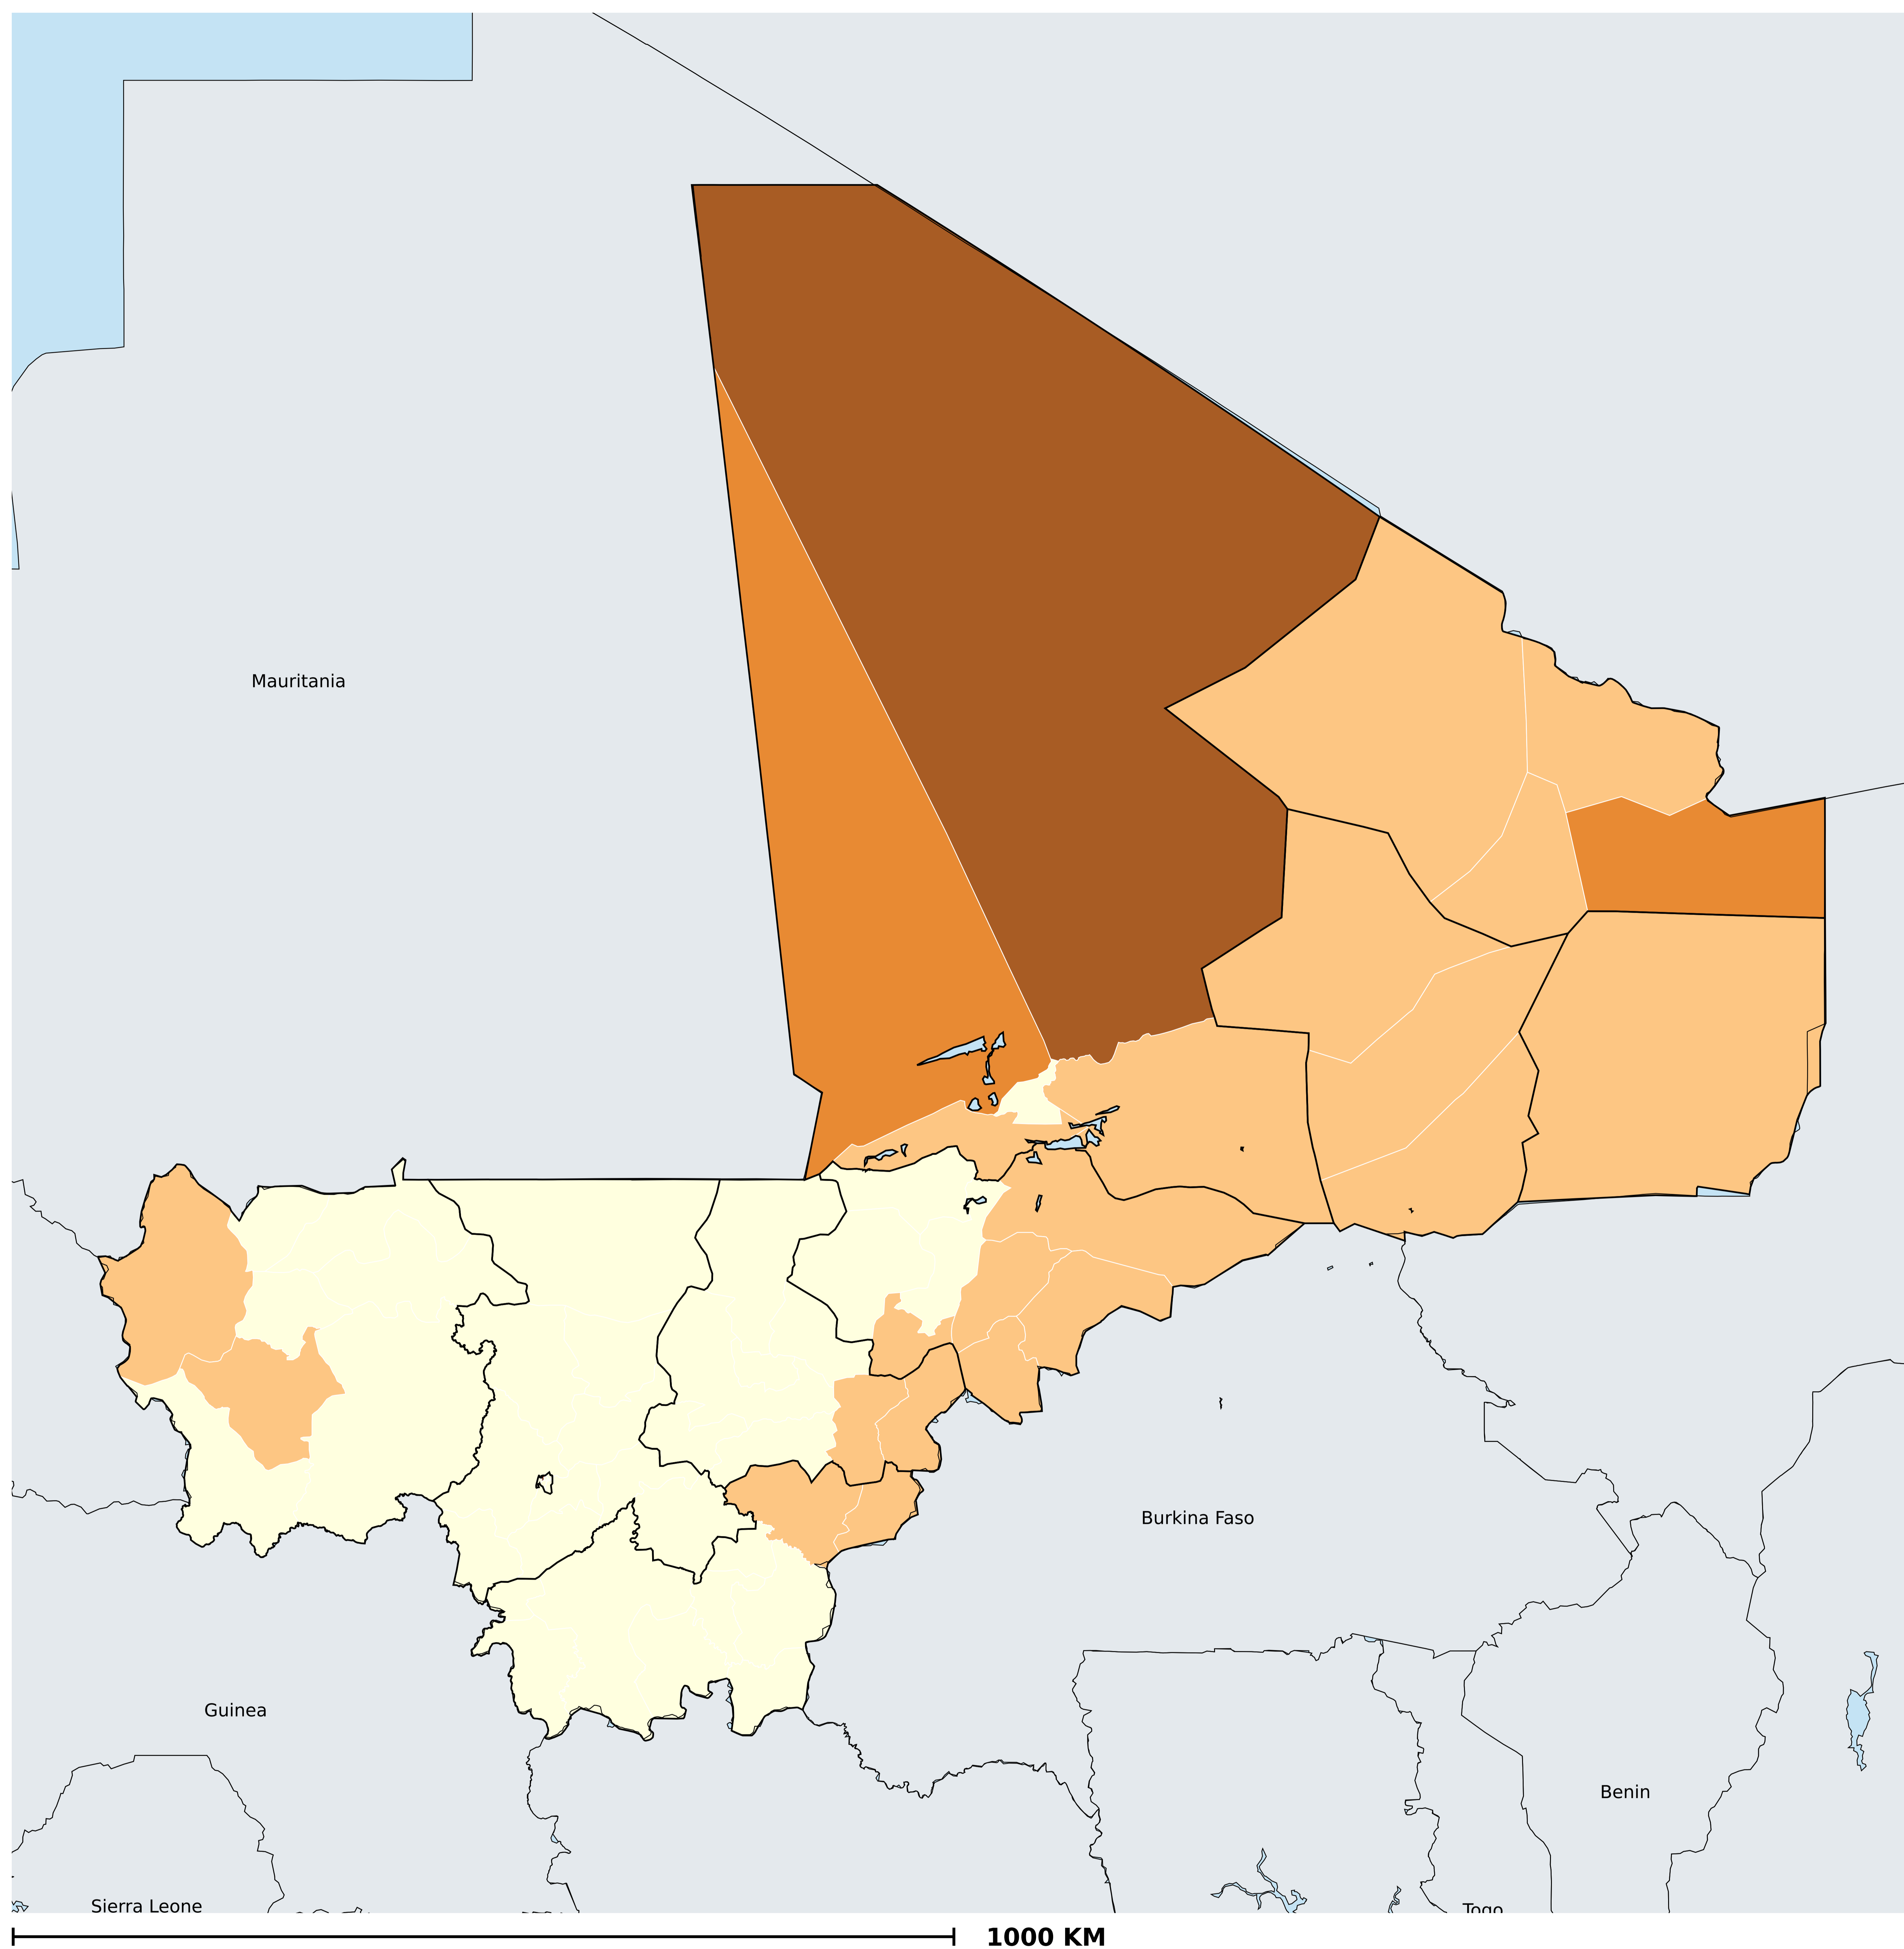 Mauritania
Burkina Faso
Guinea
Benin
Sierra Leone
Togo
1000 KM